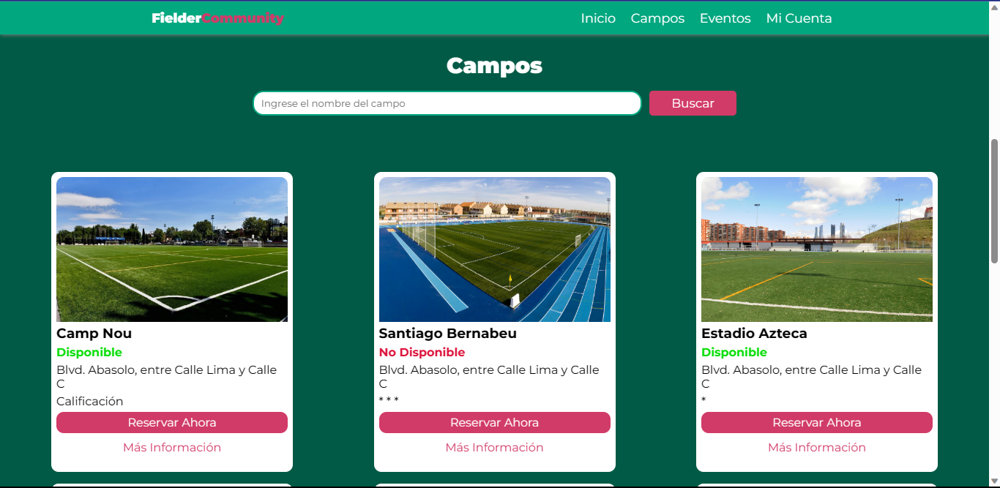 FielderCommunity
Inicio Campos Eventos Mi Cuenta
Campos
Ingrese el nombre del campo
Buscar
Camp Nou
Disponible
Blvd. Abasolo, entre Calle Lima y Calle
C
Calificación
Reservar Ahora
Más Información
Santiago Bernabeu
No Disponible
Blvd. Abasolo, entre Calle Lima y Calle
C
* * *
Reservar Ahora
Más Información
Estadio Azteca
Disponible
Blvd. Abasolo, entre Calle Lima y Calle
C
*
Reservar Ahora
Más Información